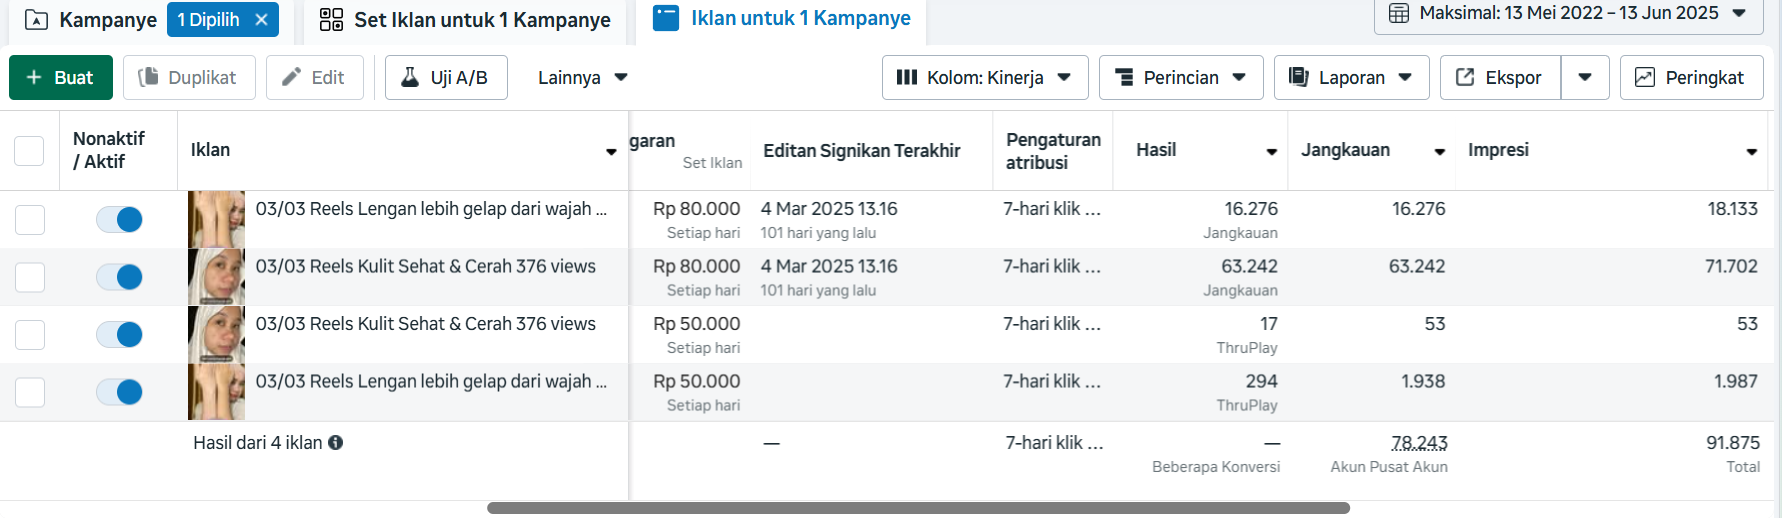 Kampanye 1 Dipilih × Set Iklan untuk 1 Kampanye Iklan untuk 1 Kampanye Maksimal: 13 Mei 2022 – 13 Jun 2025
+ Buat Duplikat Edit Uji A/B Lainnya Kolom: Kinerja Perincian Laporan Ekspor Peringkat
Nonaktif / Aktif Iklan garan Set Iklan Editan Signikan Terakhir Pengaturan atribusi Hasil Jangkauan Impresi
03/03 Reels Lengan lebih gelap dari wajah ... Rp 80.000 4 Mar 2025 13.16 7-hari klik ... 16.276 16.276 18.133
Setiap hari 101 hari yang lalu Jangkauan
03/03 Reels Kulit Sehat & Cerah 376 views Rp 80.000 4 Mar 2025 13.16 7-hari klik ... 63.242 63.242 71.702
Setiap hari 101 hari yang lalu Jangkauan
03/03 Reels Kulit Sehat & Cerah 376 views Rp 50.000 7-hari klik ... 17 53 53
Setiap hari ThruPlay
03/03 Reels Lengan lebih gelap dari wajah ... Rp 50.000 7-hari klik ... 294 1.938 1.987
Setiap hari ThruPlay
Hasil dari 4 iklan — 7-hari klik ... — 78.243 91.875
Beberapa Konversi Akun Pusat Akun Total